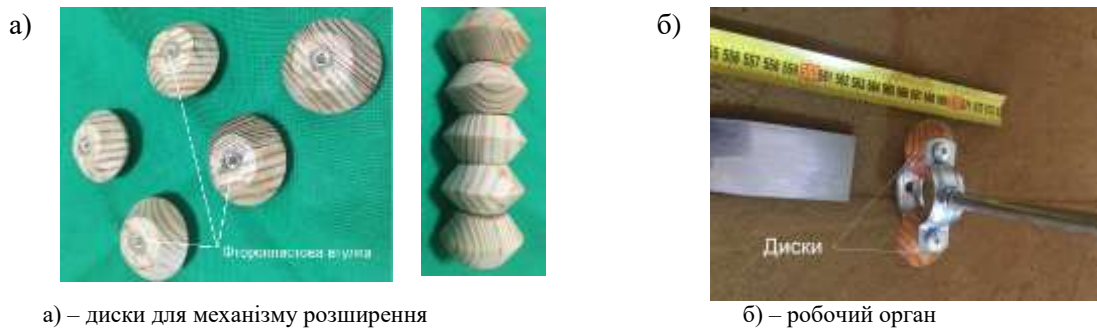 а)
б)
Фторопластова втулка
Диски
а) – диски для механізму розширення
б) – робочий орган